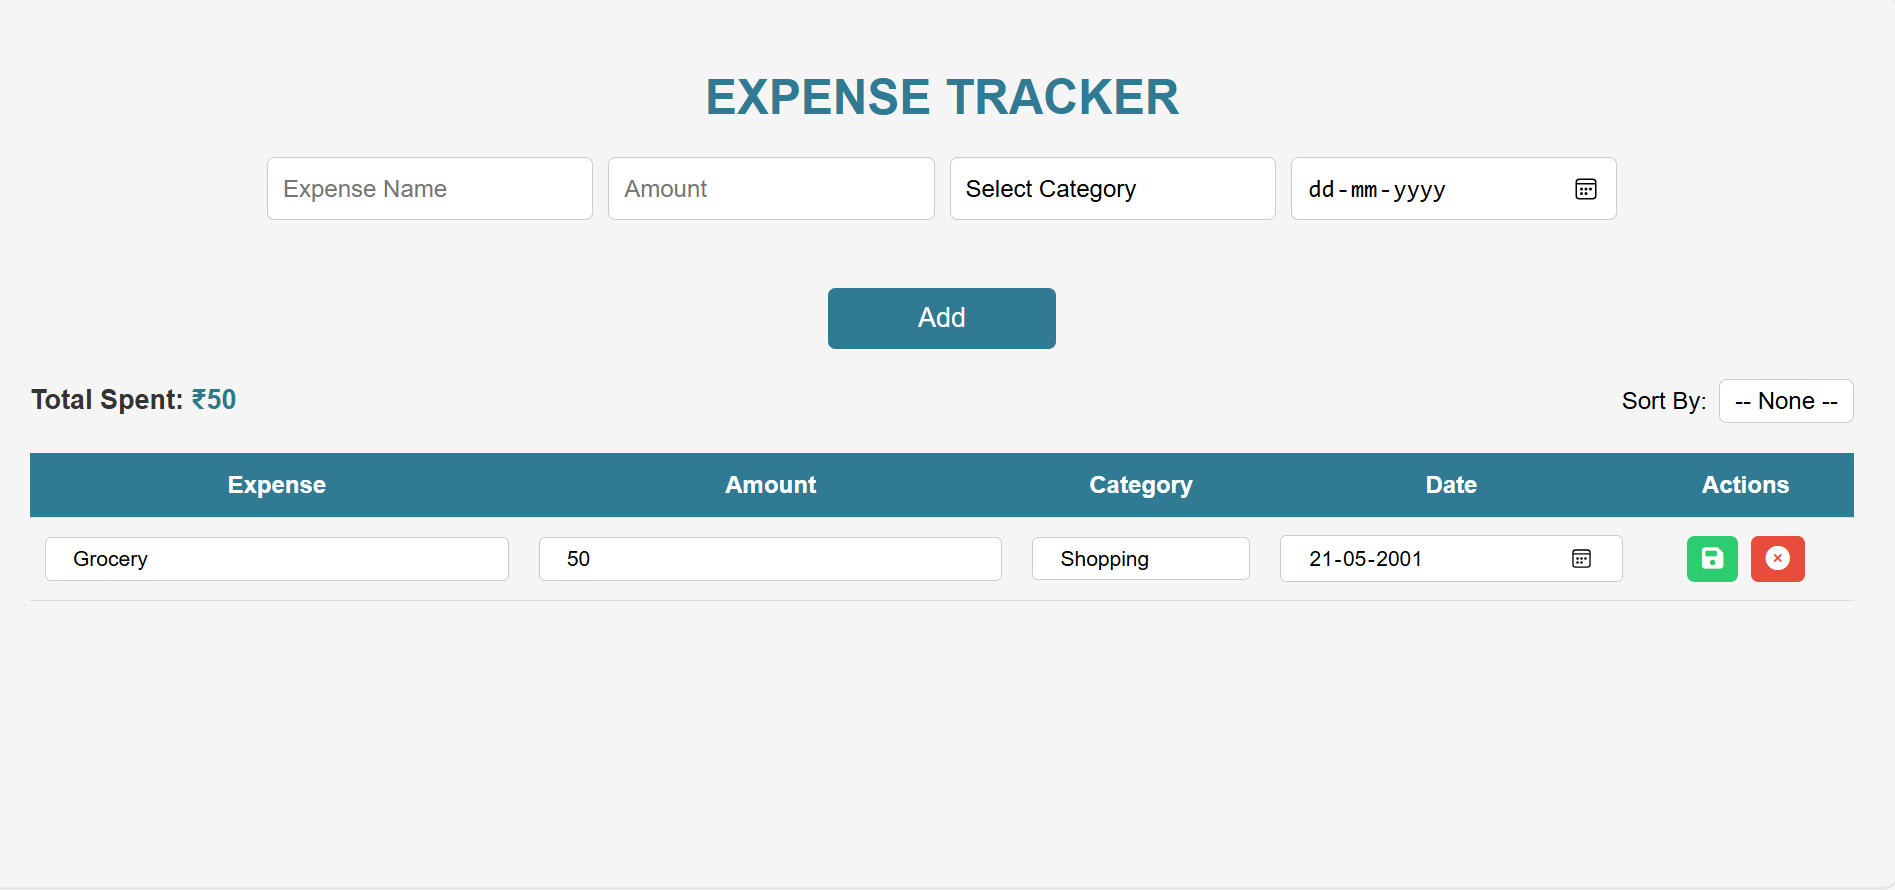 EXPENSE TRACKER
Expense Name Amount Select Category dd-mm-yyyy
Add
Total Spent: ₹50 Sort By: -- None --
Expense Amount Category Date Actions
Grocery 50 Shopping 21-05-2001